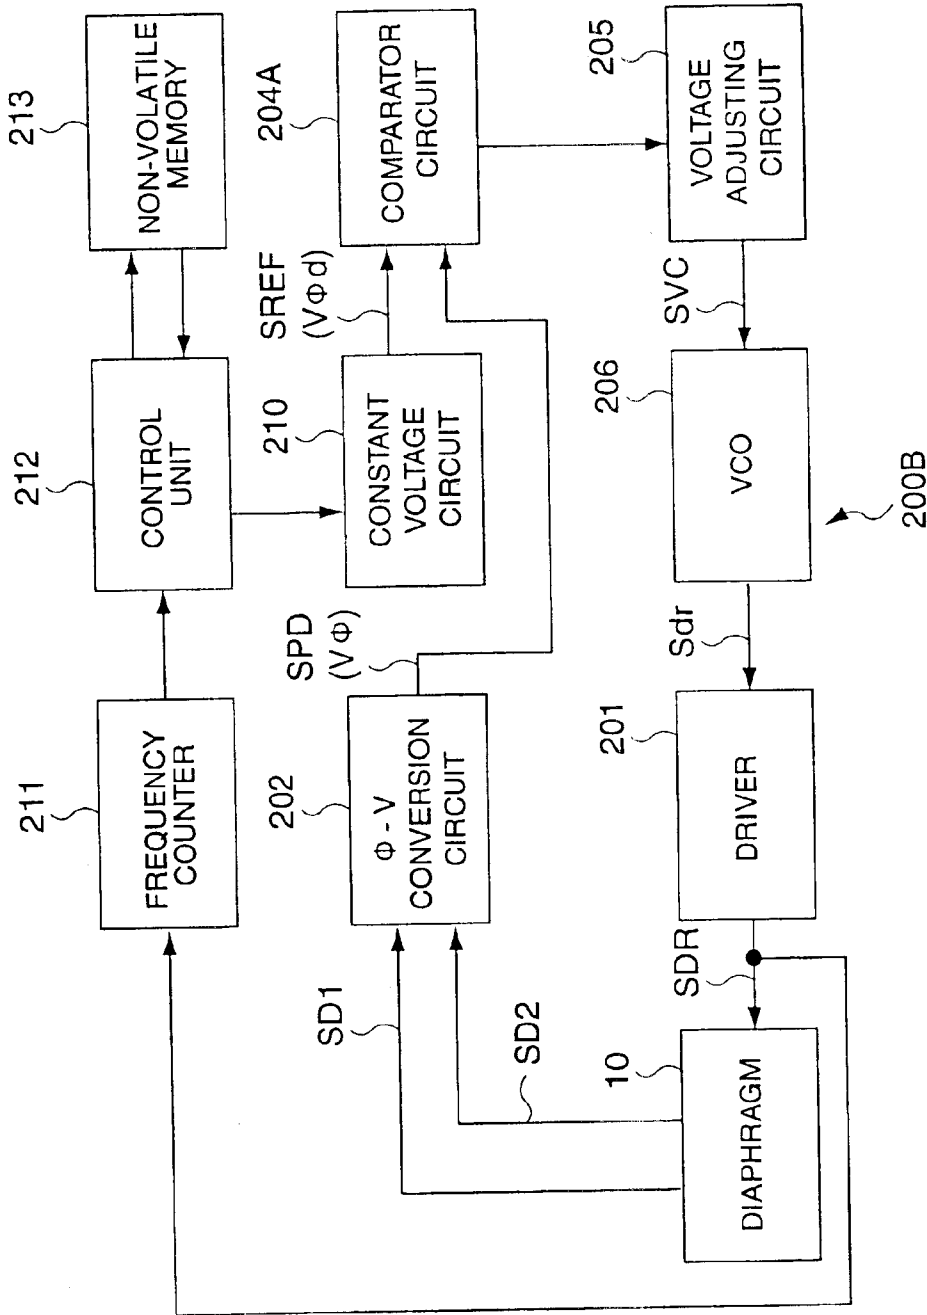 211
FREQUENCY
COUNTER
212
CONTROL
UNIT
213
NON-VOLATILE
MEMORY
SD1
SD2
202
Φ - V
CONVERSION
CIRCUIT
SPD
(VΦ)
210
CONSTANT
VOLTAGE
CIRCUIT
SREF
(VΦd)
204A
COMPARATOR
CIRCUIT
10
DIAPHRAGM
SDR
201
DRIVER
Sdr
206
VCO
SVC
205
VOLTAGE
ADJUSTING
CIRCUIT
200B